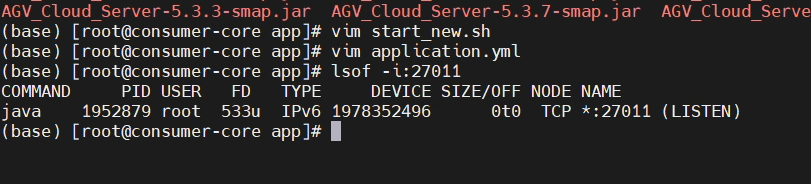 AGV_Cloud_Server-5.3.3-smap.jar  AGV_Cloud_Server-5.3.7-smap.jar  AGV_Cloud_Serve
(base) [root@consumer-core app]# vim start_new.sh
(base) [root@consumer-core app]# vim application.yml
(base) [root@consumer-core app]# lsof -i:27011
COMMAND     PID USER   FD   TYPE     DEVICE SIZE/OFF NODE NAME
java    1952879 root  533u  IPv6 1978352496      0t0  TCP *:27011 (LISTEN)
(base) [root@consumer-core app]#